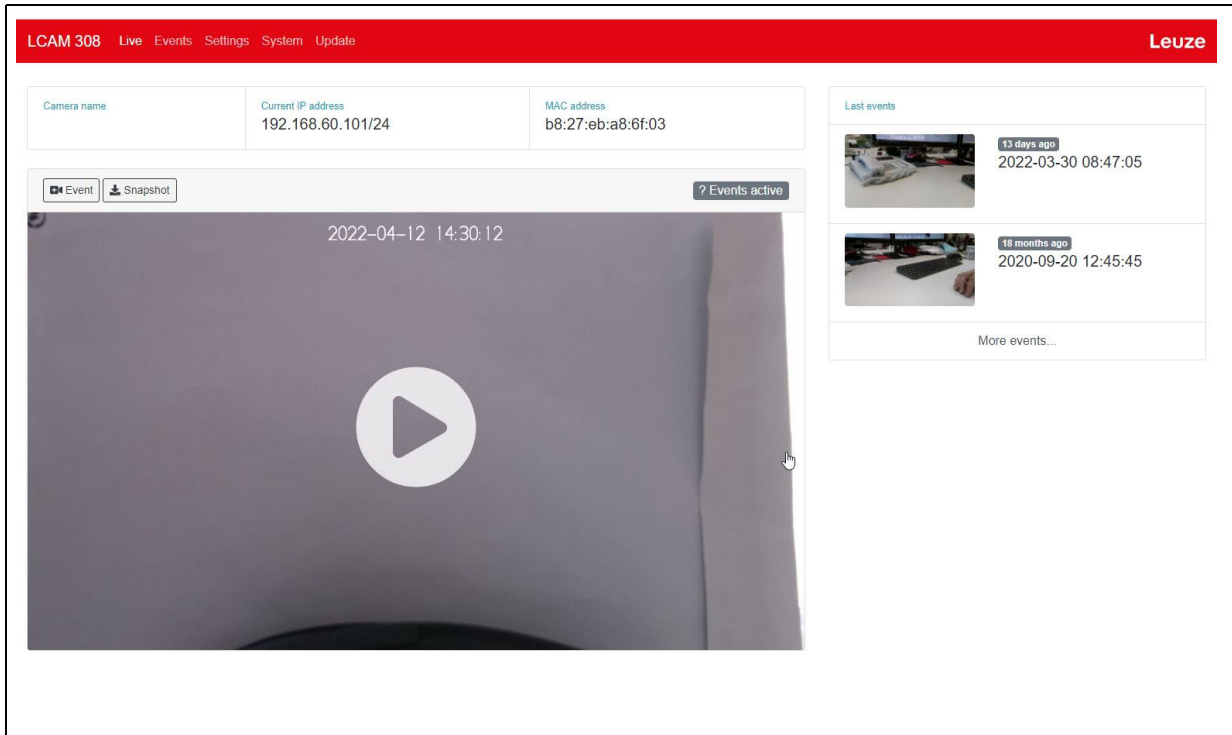 LCAM 308 Live Events Settings System Update Leuze
Camera name
Current IP address
192.168.60.101/24
MAC address
b8:27:eb:a8:6f:03
Event Snapshot ? Events active
2022-04-12 14:30:12
Last events
13 days ago
2022-03-30 08:47:05
18 months ago
2020-09-20 12:45:45
More events...